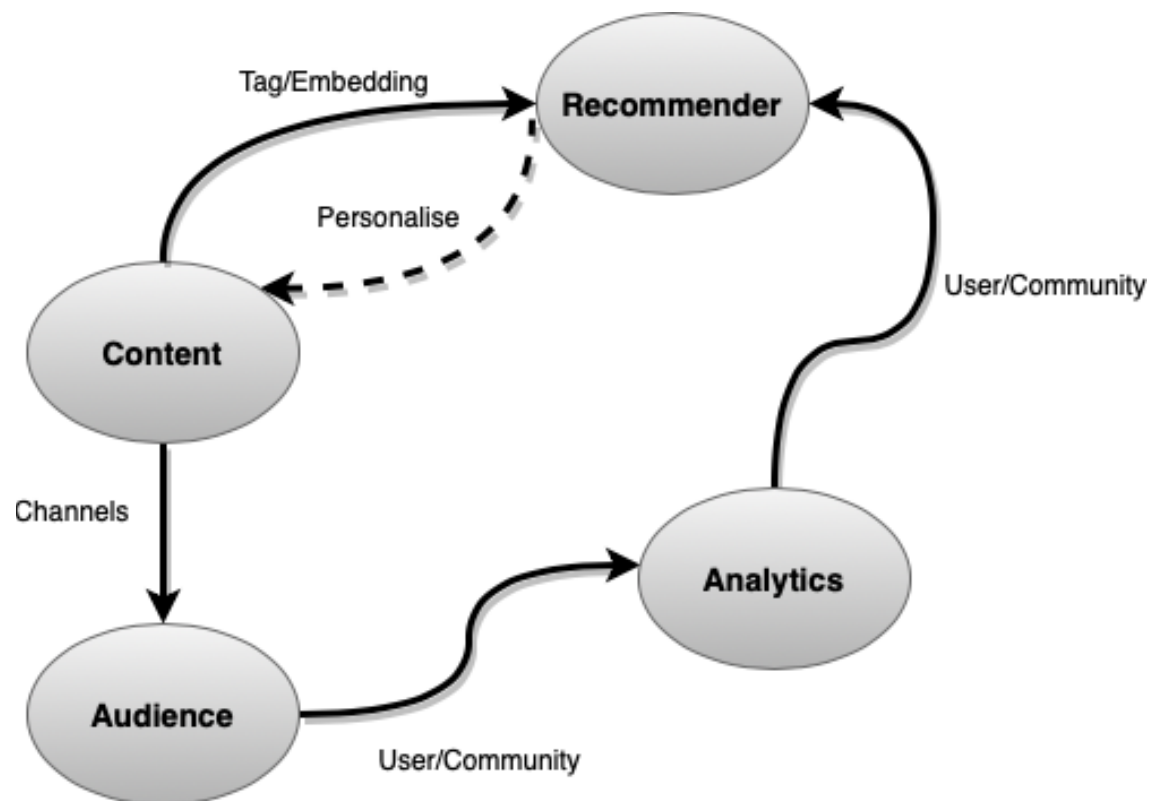 Tag/Embedding
Recommender
Personalise
User/Community
Content
Channels
Analytics
Audience
User/Community